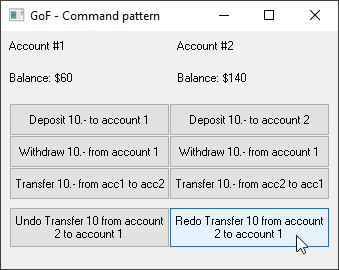 GoF - Command pattern
Account #1
Account #2
Balance: $60
Balance: $140
Deposit 10.- to account 1
Deposit 10.- to account 2
Withdraw 10.- from account 1
Withdraw 10.- from account 1
Transfer 10.- from acc1 to acc2
Transfer 10.- from acc2 to acc1
Undo Transfer 10 from account
2 to account 1
Redo Transfer 10 from account
2 to account 1